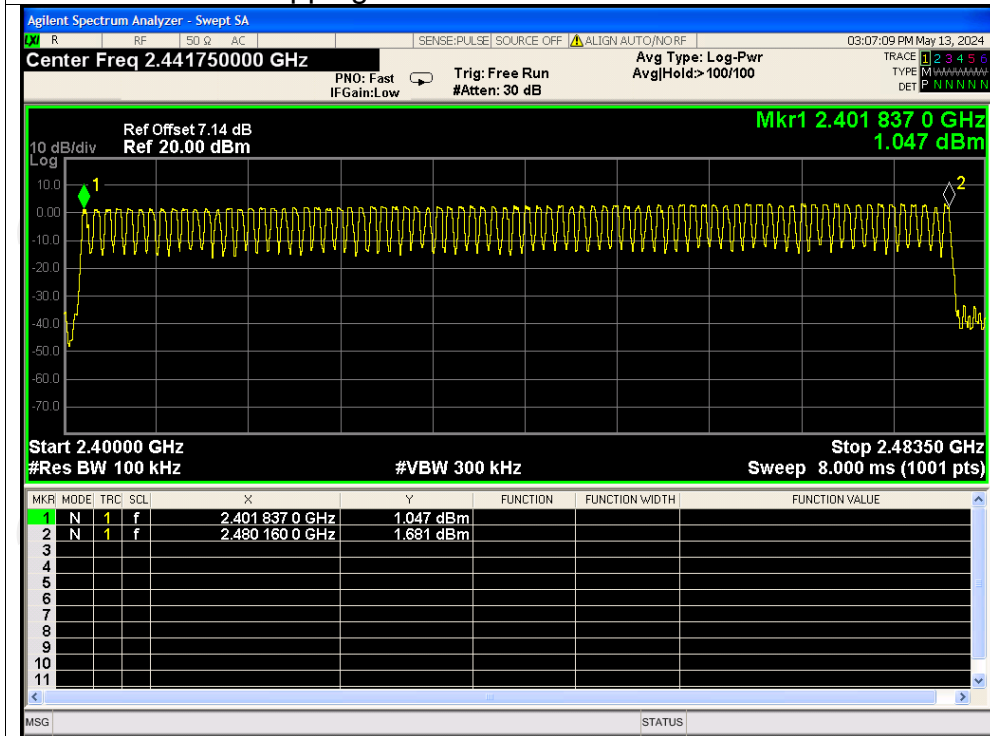 pping
Agilent Spectrum Analyzer - Swept SA
LXI R RF 50 Ω AC SENSE:PULSE SOURCE OFF ALIGN AUTO/NO RF 03:07:09 PM May 13, 2024
Center Freq 2.441750000 GHz
PNO: Fast
IFGain:Low
Trig: Free Run
#Atten: 30 dB
Avg Type: Log-Pwr
Avg|Hold:> 100/100
TRACE 1 2 3 4 5 6
TYPE M WWWWW
DET P N N N N N
Mkr1 2.401 837 0 GHz
1.047 dBm
Ref Offset 7.14 dB
10 dB/div Ref 20.00 dBm
Log
10.0
0.00
-10.0
-20.0
-30.0
-40.0
-50.0
-60.0
-70.0
1
2
Start 2.40000 GHz Stop 2.48350 GHz
#Res BW 100 kHz #VBW 300 kHz Sweep 8.000 ms (1001 pts)
MKR MODE TRC SCL X Y FUNCTION FUNCTION WIDTH FUNCTION VALUE
1 N 1 f 2.401 837 0 GHz 1.047 dBm
2 N 1 f 2.480 160 0 GHz 1.681 dBm
3
4
5
6
7
8
9
10
11
MSG STATUS